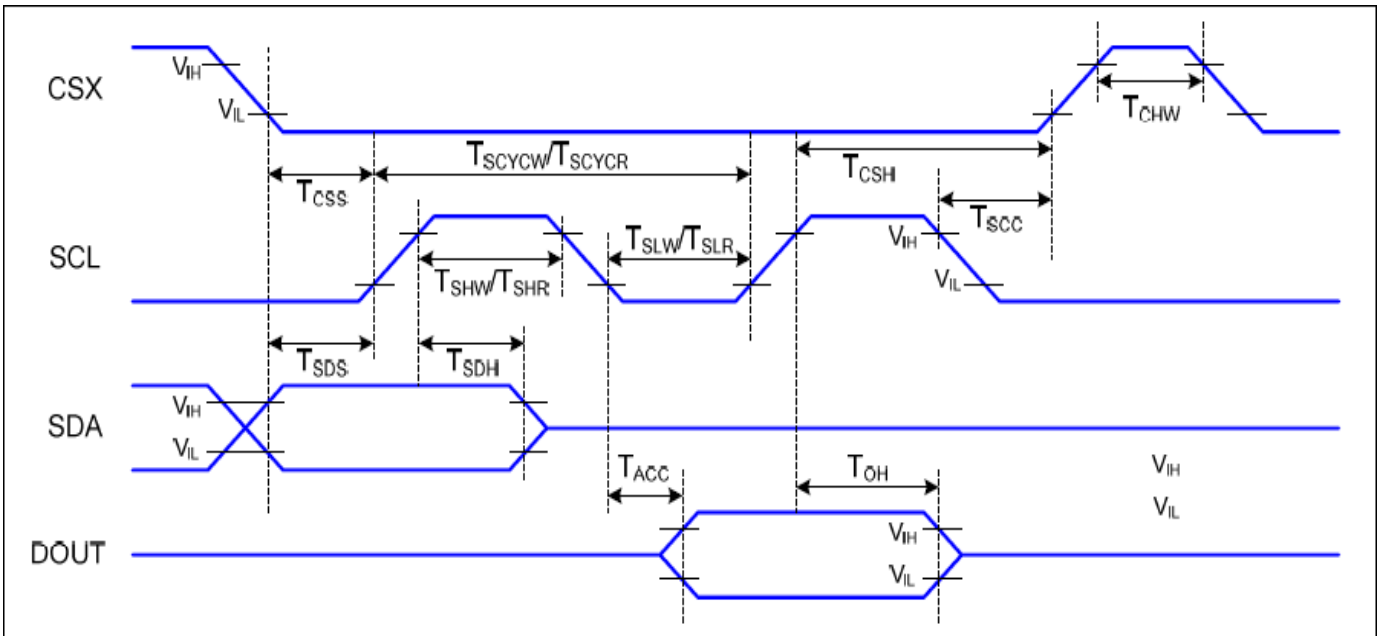 CSX
VIH
VIL
TCHW
TSCYCW/TSCYCR
TCSH
TCSS
TSCC
SCL
TSLW/TSLR
VIH
TSHW/TSHR
VIL
TSDS
TSDH
SDA
VIH
VIL
TACC
TOH
VIH
VIL
DOUT
VIH
VIL